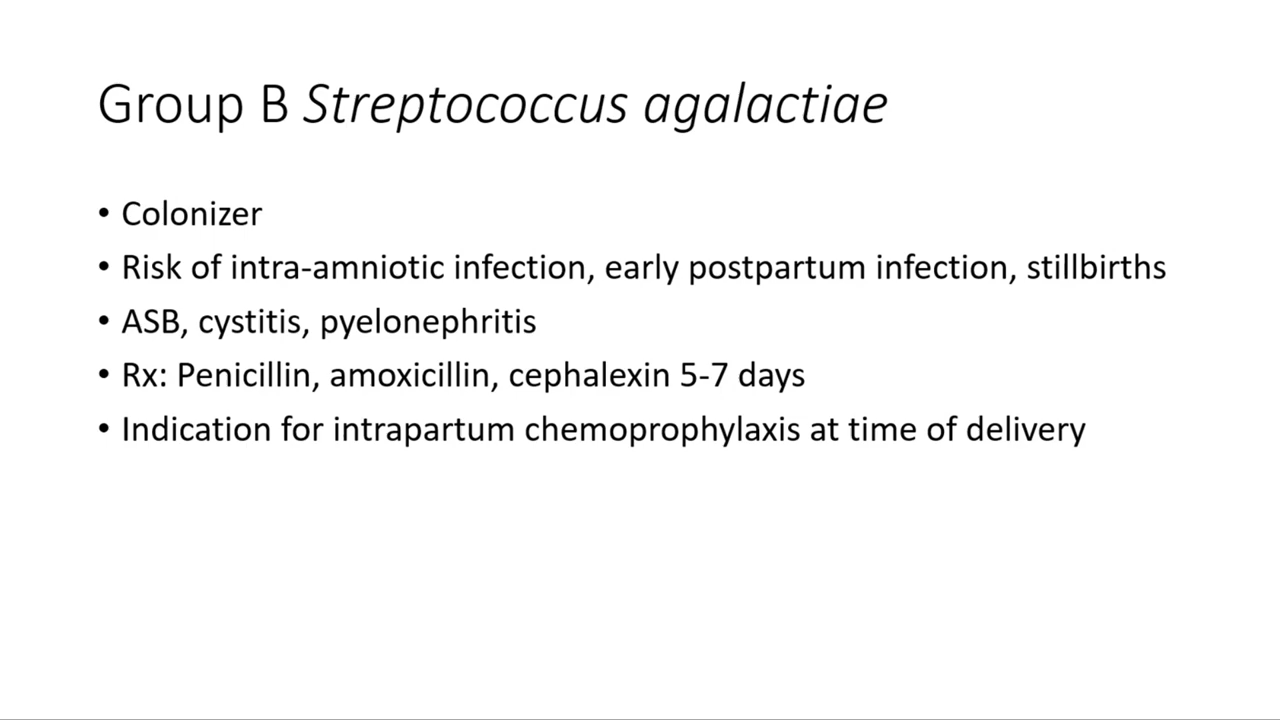 Group B Streptococcus agalactiae
• Colonizer
• Risk of intra-amniotic infection, early postpartum infection, stillbirths
• ASB, cystitis, pyelonephritis
• Rx: Penicillin, amoxicillin, cephalexin 5-7 days
• Indication for intrapartum chemoprophylaxis at time of delivery